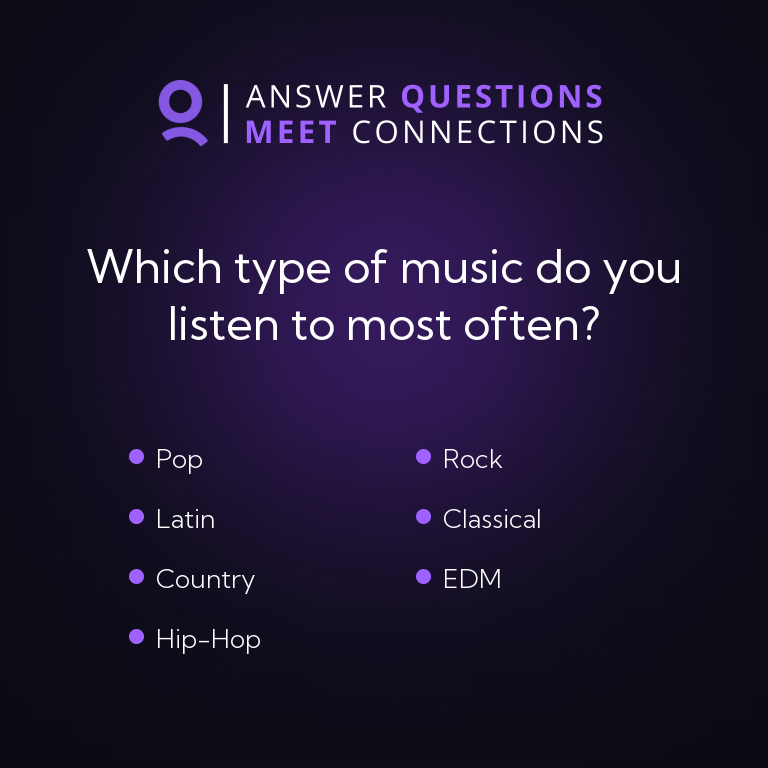 ANSWER QUESTIONS
MEET CONNECTIONS
Which type of music do you
listen to most often?
Pop
Latin
Country
Hip-Hop
Rock
Classical
EDM